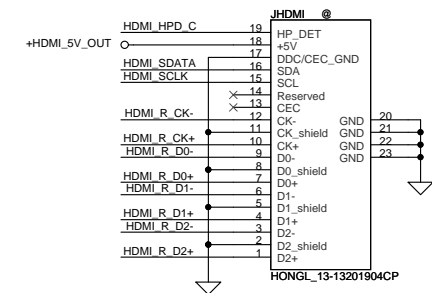 JHDMI @
HDMI_HPD_C 19 HP_DET
+HDMI_5V_OUT 18 +5V
17 DDC/CEC_GND
HDMI_SDATA 16 SDA
HDMI_SCLK 15 SCL
14 Reserved
13 CEC
HDMI_R_CK- 12 CK- GND 20
11 CK_shield GND 21
HDMI_R_CK+ 10 CK+ GND 22
HDMI_R_D0- 9 D0- GND 23
8 D0_shield
HDMI_R_D0+ 7 D0+
HDMI_R_D1- 6 D1-
5 D1_shield
HDMI_R_D1+ 4 D1+
HDMI_R_D2- 3 D2-
2 D2_shield
HDMI_R_D2+ 1 D2+
HONGL_13-13201904CP